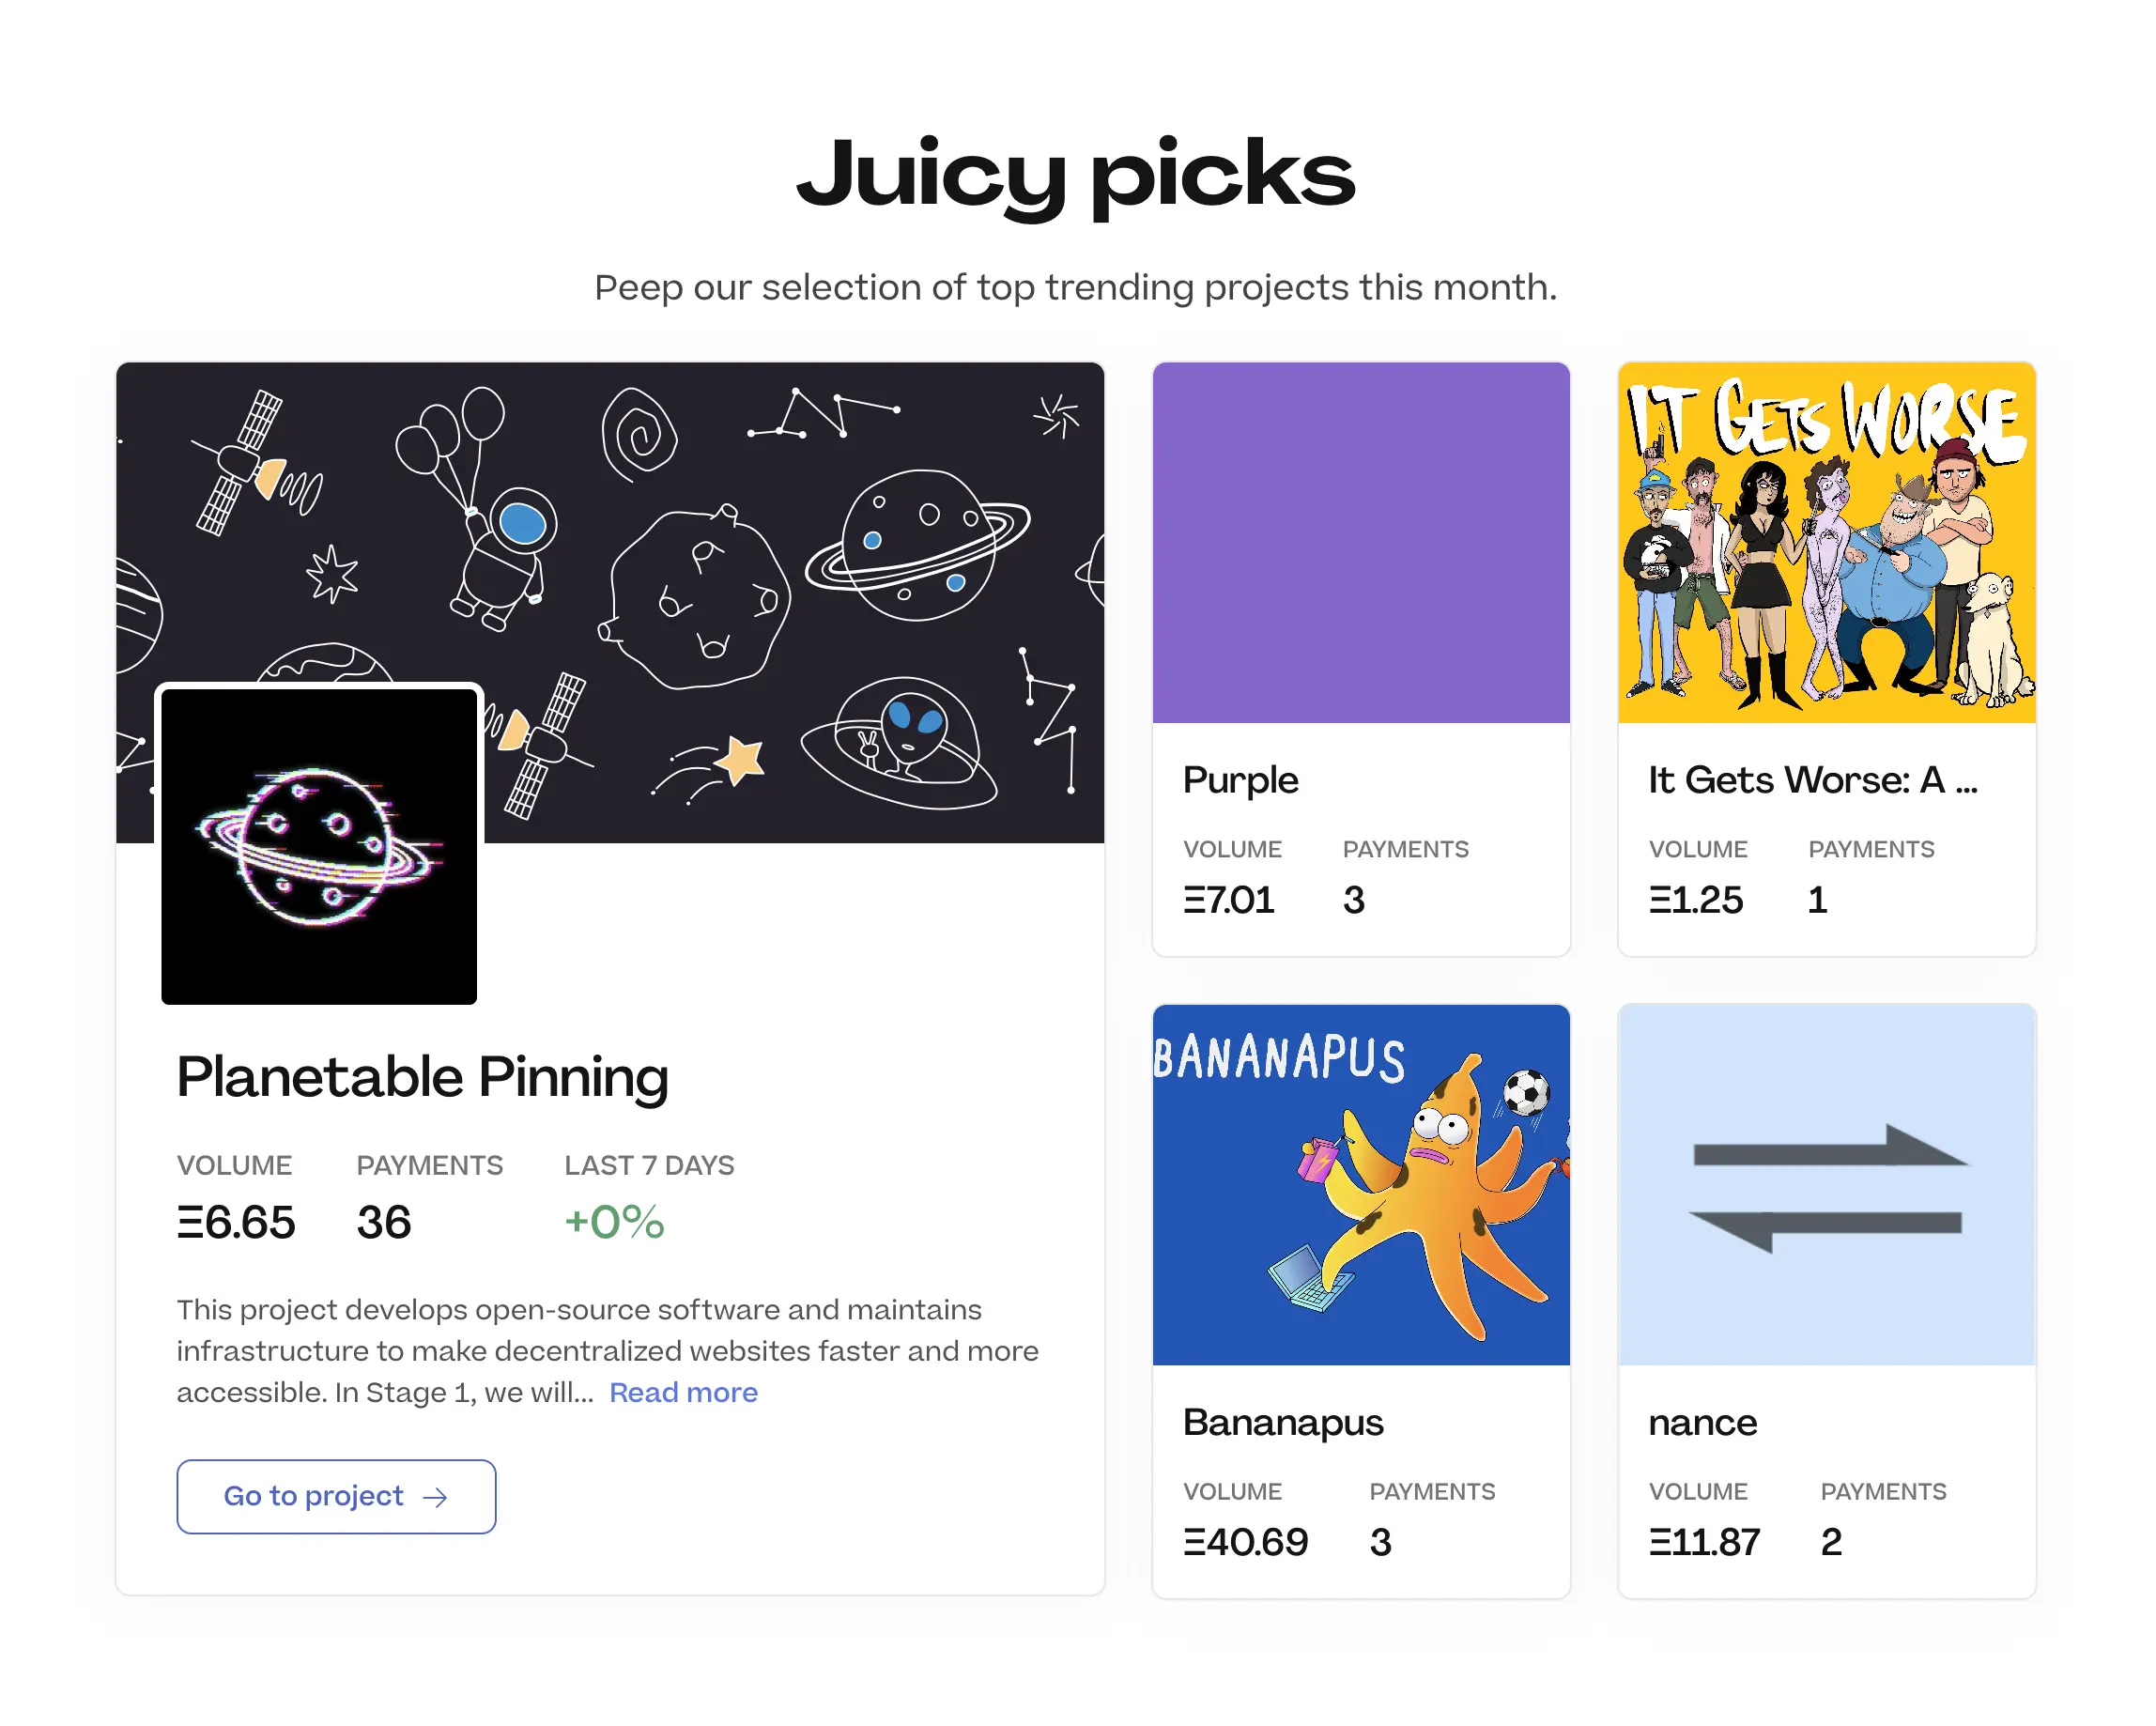 Juicy picks
Peep our selection of top trending projects this month.
Planetable Pinning
VOLUME PAYMENTS LAST 7 DAYS
Ξ6.65 36 +0%
This project develops open-source software and maintains
infrastructure to make decentralized websites faster and more
accessible. In Stage 1, we will... Read more
Go to project →
Purple
VOLUME PAYMENTS
Ξ7.01 3
IT GETS WORSE
It Gets Worse: A ...
VOLUME PAYMENTS
Ξ1.25 1
BANANAPUS
Bananapus
VOLUME PAYMENTS
Ξ40.69 3
nance
VOLUME PAYMENTS
Ξ11.87 2